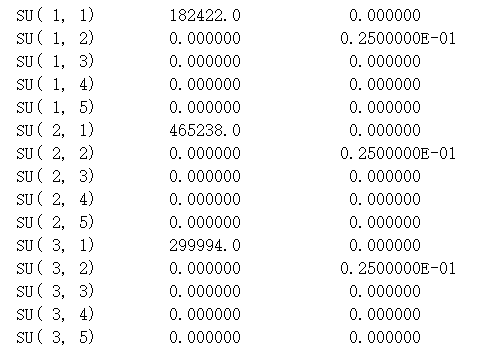 SU( 1, 1) 182422.0 0.000000
SU( 1, 2) 0.000000 0.2500000E-01
SU( 1, 3) 0.000000 0.000000
SU( 1, 4) 0.000000 0.000000
SU( 1, 5) 0.000000 0.000000
SU( 2, 1) 465238.0 0.000000
SU( 2, 2) 0.000000 0.2500000E-01
SU( 2, 3) 0.000000 0.000000
SU( 2, 4) 0.000000 0.000000
SU( 2, 5) 0.000000 0.000000
SU( 3, 1) 299994.0 0.000000
SU( 3, 2) 0.000000 0.2500000E-01
SU( 3, 3) 0.000000 0.000000
SU( 3, 4) 0.000000 0.000000
SU( 3, 5) 0.000000 0.000000